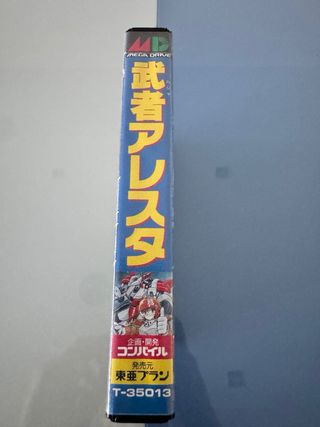 MD
MEGA DRIVE
武者アレスタ
企画・開発
コンパイル
発売元
東亜プラン
T-35013